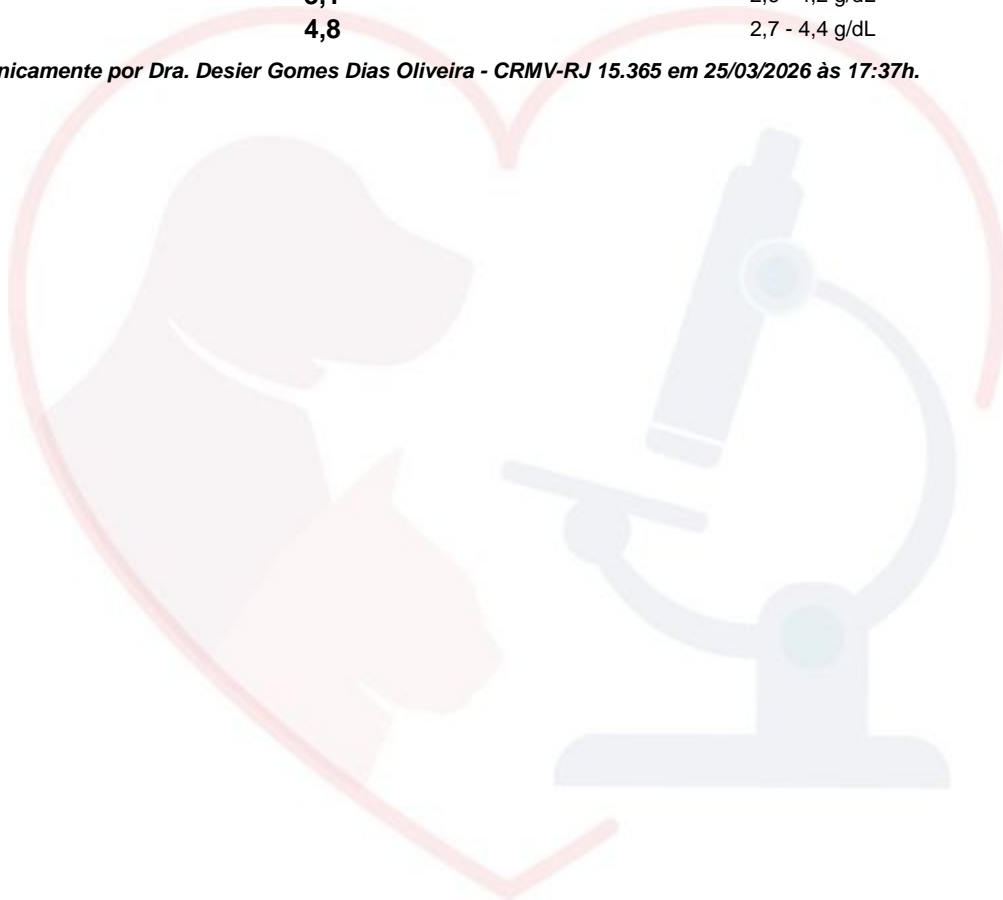 g/dL
4,8 2,7 - 4,4 g/dL
nicamente por Dra. Desier Gomes Dias Oliveira - CRMV-RJ 15.365 em 25/03/2026 às 17:37h.